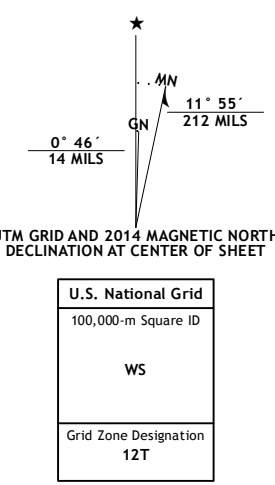 ★
MN
GN
11° 55´
212 MILS
0° 46´
14 MILS
UTM GRID AND 2014 MAGNETIC NORTH
DECLINATION AT CENTER OF SHEET
U.S. National Grid
100,000-m Square ID
WS
Grid Zone Designation
12T